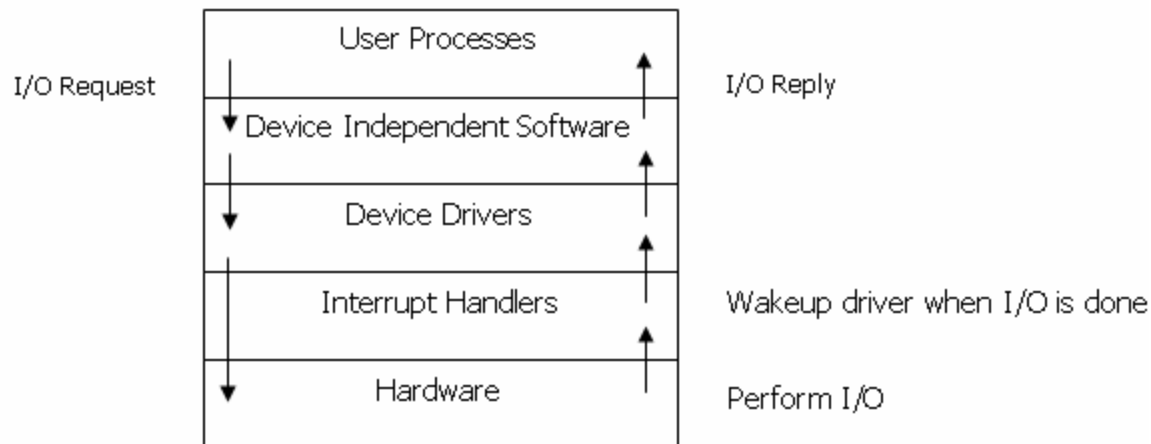 User Processes
I/O Request
I/O Reply
Device Independent Software
Device Drivers
Interrupt Handlers
Wakeup driver when I/O is done
Hardware
Perform I/O